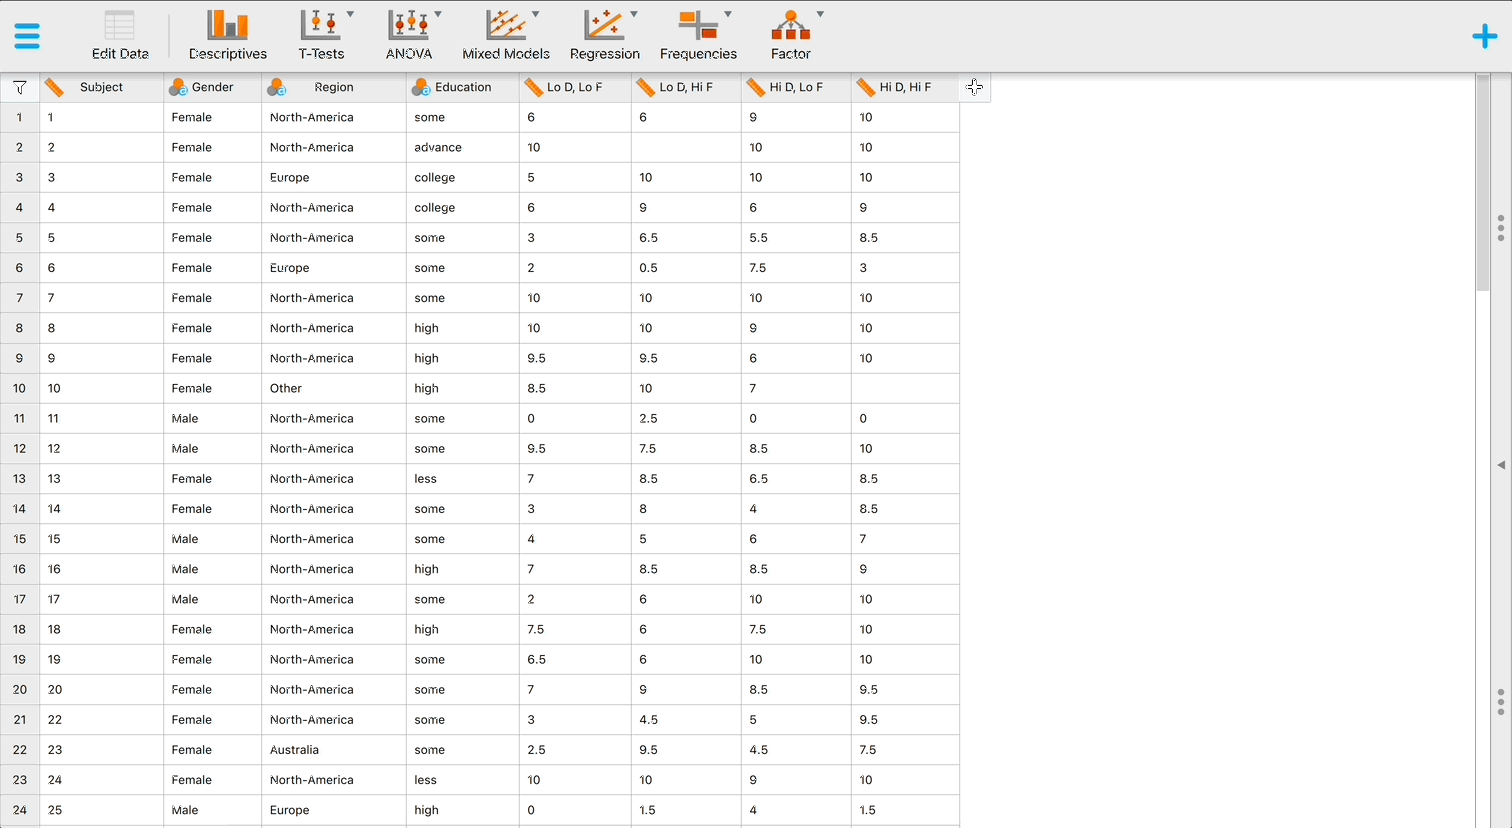 Edit Data Descriptives T-Tests ANOVA Mixed Models Regression Frequencies Factor
Subject Gender Region Education Lo D, Lo F Lo D, Hi F Hi D, Lo F Hi D, Hi F
1 1 Female North-America some 6 6 9 10
2 2 Female North-America advance 10 10 10
3 3 Female Europe college 5 10 10 10
4 4 Female North-America college 6 9 6 9
5 5 Female North-America some 3 6.5 5.5 8.5
6 6 Female Europe some 2 0.5 7.5 3
7 7 Female North-America some 10 10 10 10
8 8 Female North-America high 10 10 9 10
9 9 Female North-America high 9.5 9.5 6 10
10 10 Female Other high 8.5 10 7
11 11 Male North-America some 0 2.5 0 0
12 12 Male North-America some 9.5 7.5 8.5 10
13 13 Female North-America less 7 8.5 6.5 8.5
14 14 Female North-America some 3 8 4 8.5
15 15 Male North-America some 4 5 6 7
16 16 Male North-America high 7 8.5 8.5 9
17 17 Male North-America some 2 6 10 10
18 18 Female North-America high 7.5 6 7.5 10
19 19 Female North-America some 6.5 6 10 10
20 20 Female North-America some 7 9 8.5 9.5
21 22 Female North-America some 3 4.5 5 9.5
22 23 Female Australia some 2.5 9.5 4.5 7.5
23 24 Female North-America less 10 10 9 10
24 25 Male Europe high 0 1.5 4 1.5